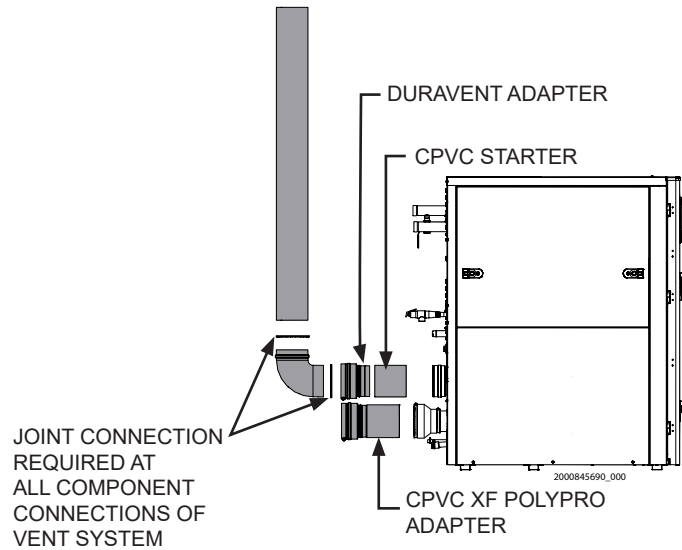 DURAVENT ADAPTER
CPVC STARTER
JOINT CONNECTION
REQUIRED AT
ALL COMPONENT
CONNECTIONS OF
VENT SYSTEM
2000845690_000
CPVC XF POLYPRO
ADAPTER